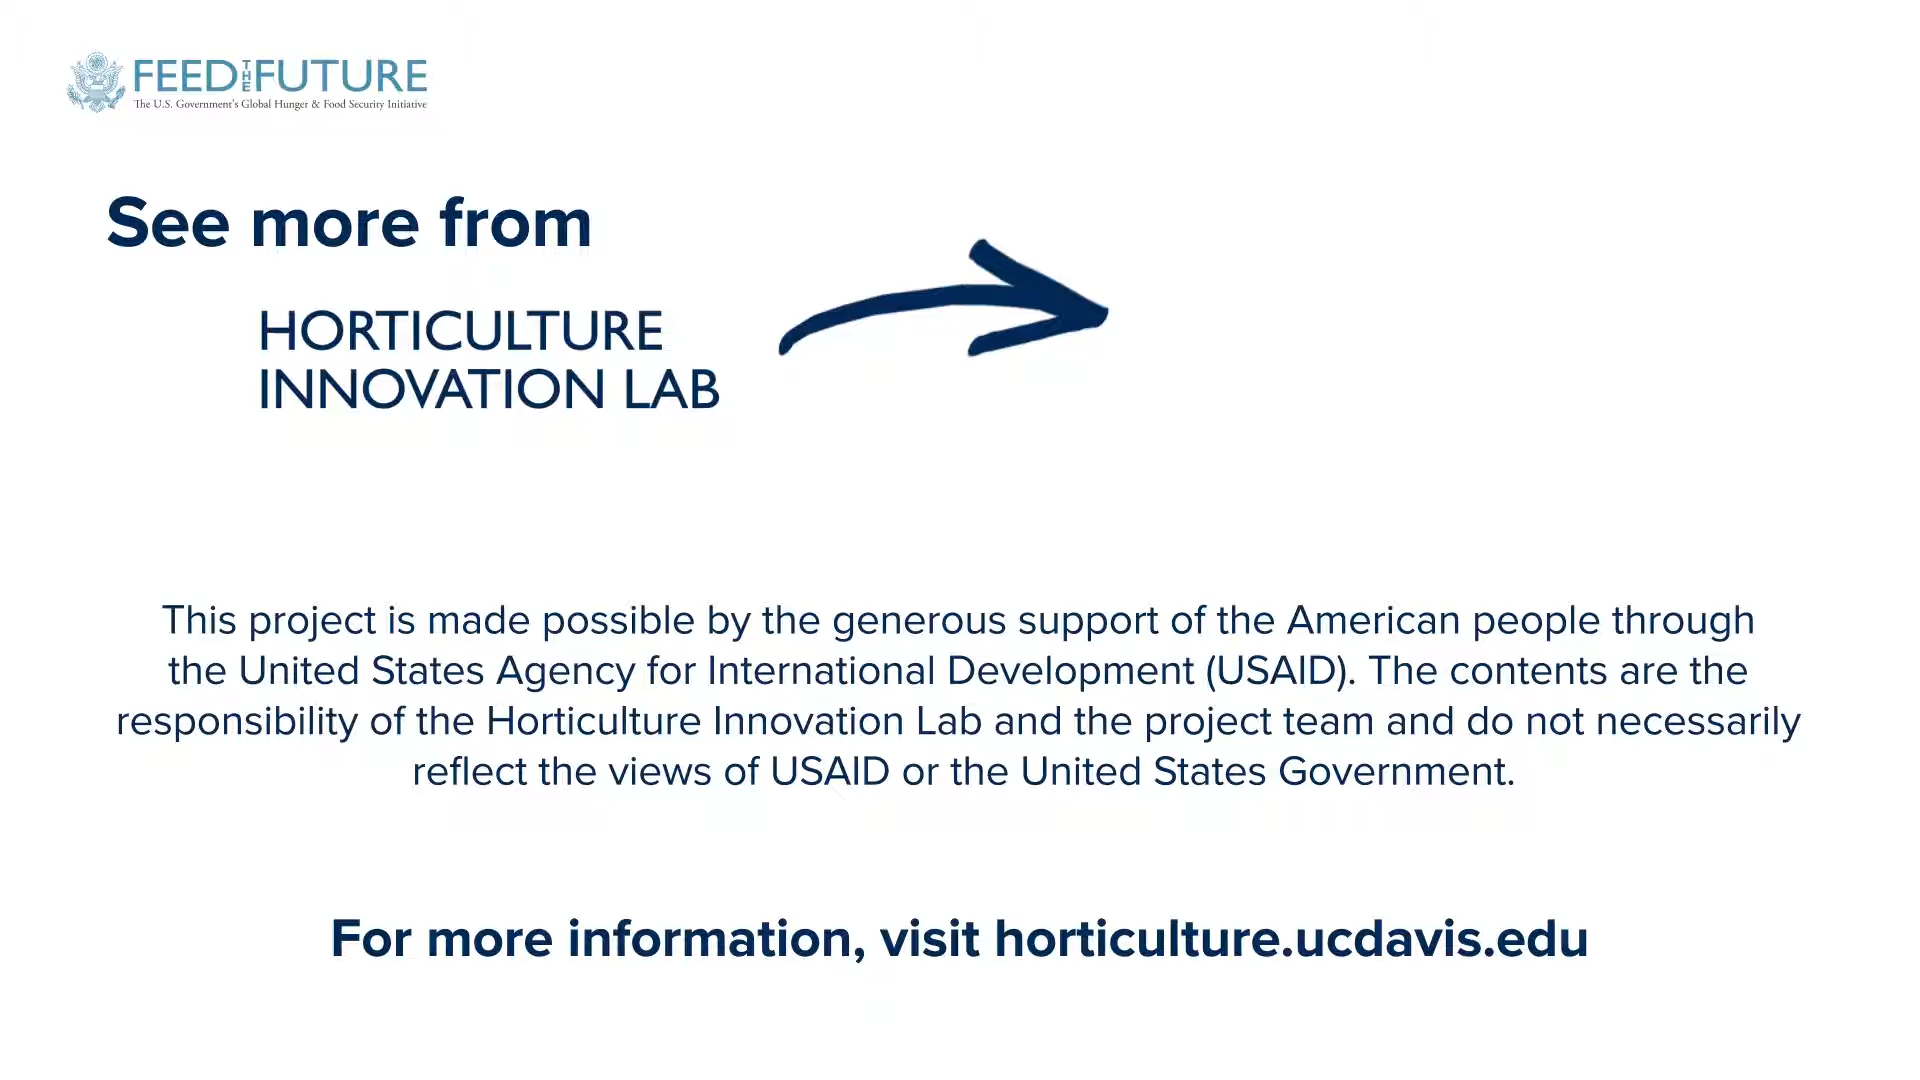 FEED THE FUTURE
The U.S. Government's Global Hunger & Food Security Initiative
See more from
HORTICULTURE
INNOVATION LAB
This project is made possible by the generous support of the American people through
the United States Agency for International Development (USAID). The contents are the
responsibility of the Horticulture Innovation Lab and the project team and do not necessarily
reflect the views of USAID or the United States Government.
For more information, visit horticulture.ucdavis.edu